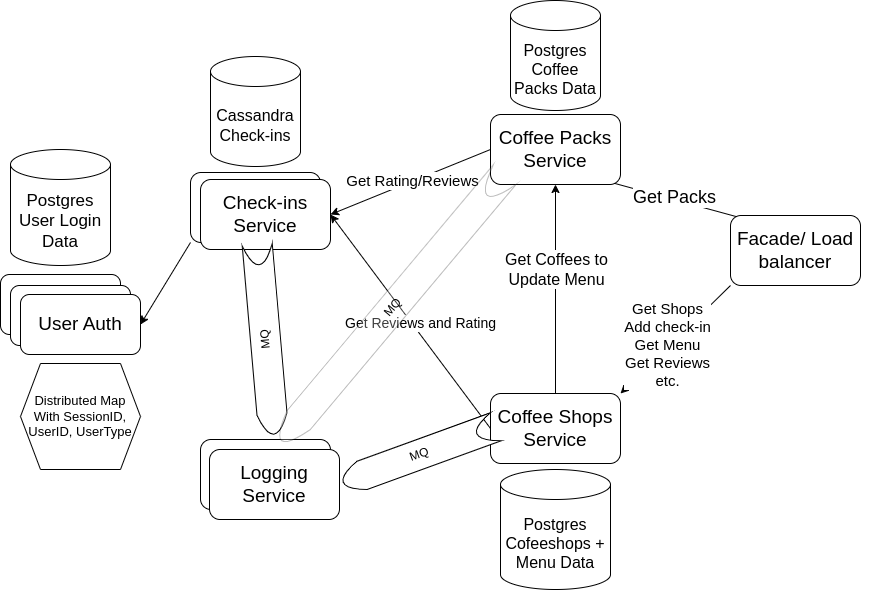 Postgres
Coffee
Packs Data
Coffee Packs
Service
Cassandra
Check-ins
Check-ins
Service
Get Rating/Reviews
Get Packs
Postgres
User Login
Data
Facade/ Load
balancer
Get Coffees to
Update Menu
User Auth
MQ
Get Reviews and Rating
MQ
Get Shops
Add check-in
Get Menu
Get Reviews
etc.
Distributed Map
With SessionID,
UserID, UserType
Coffee Shops
Service
MQ
Logging
Service
Postgres
Cofeeshops +
Menu Data